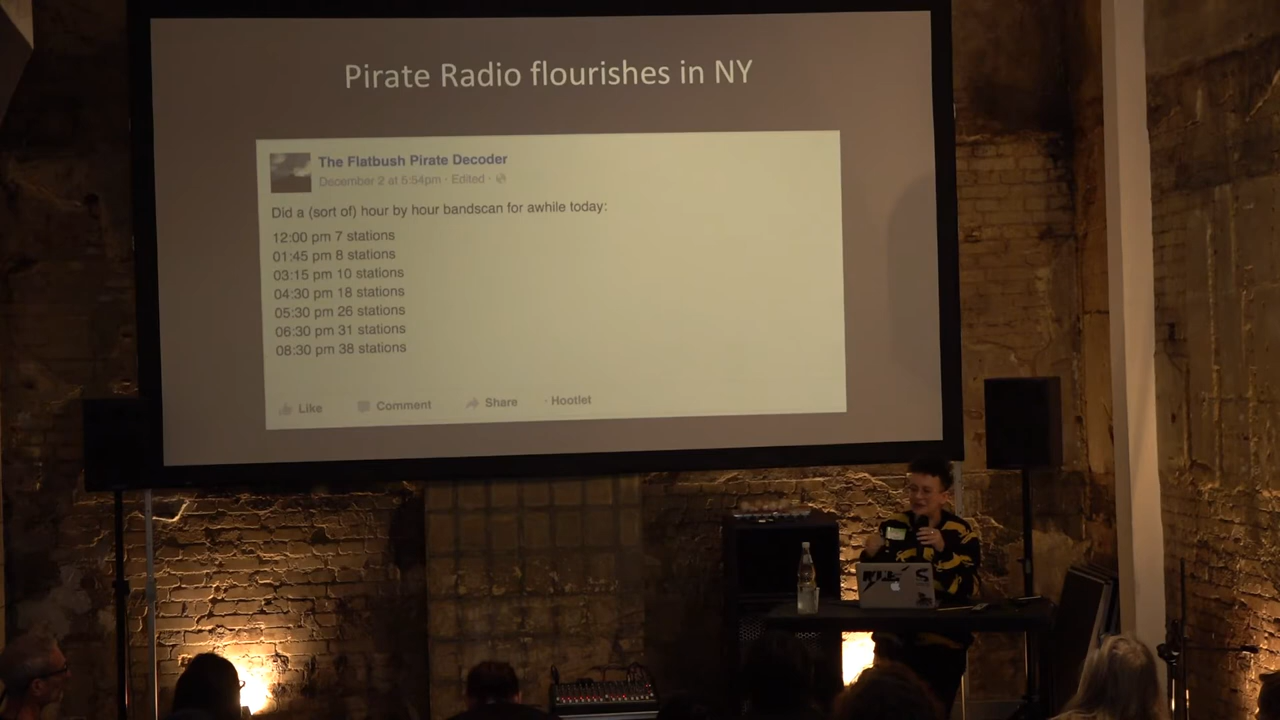 Pirate Radio flourishes in NY
The Flatbush Pirate Decoder
December 2 at 5:54pm · Edited ·
Did a (sort of) hour by hour bandscan for awhile today:
12:00 pm 7 stations
01:45 pm 8 stations
03:15 pm 10 stations
04:30 pm 18 stations
05:30 pm 26 stations
06:30 pm 31 stations
08:30 pm 38 stations
Like Comment Share · Hootlet